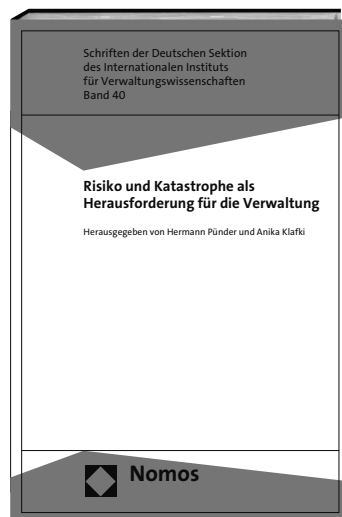 Schriften der Deutschen Sektion
des Internationalen Instituts
für Verwaltungswissenschaften
Band 40
Risiko und Katastrophe als
Herausforderung für die Verwaltung
Herausgegeben von Hermann Pünder und Anika Klafki
Nomos